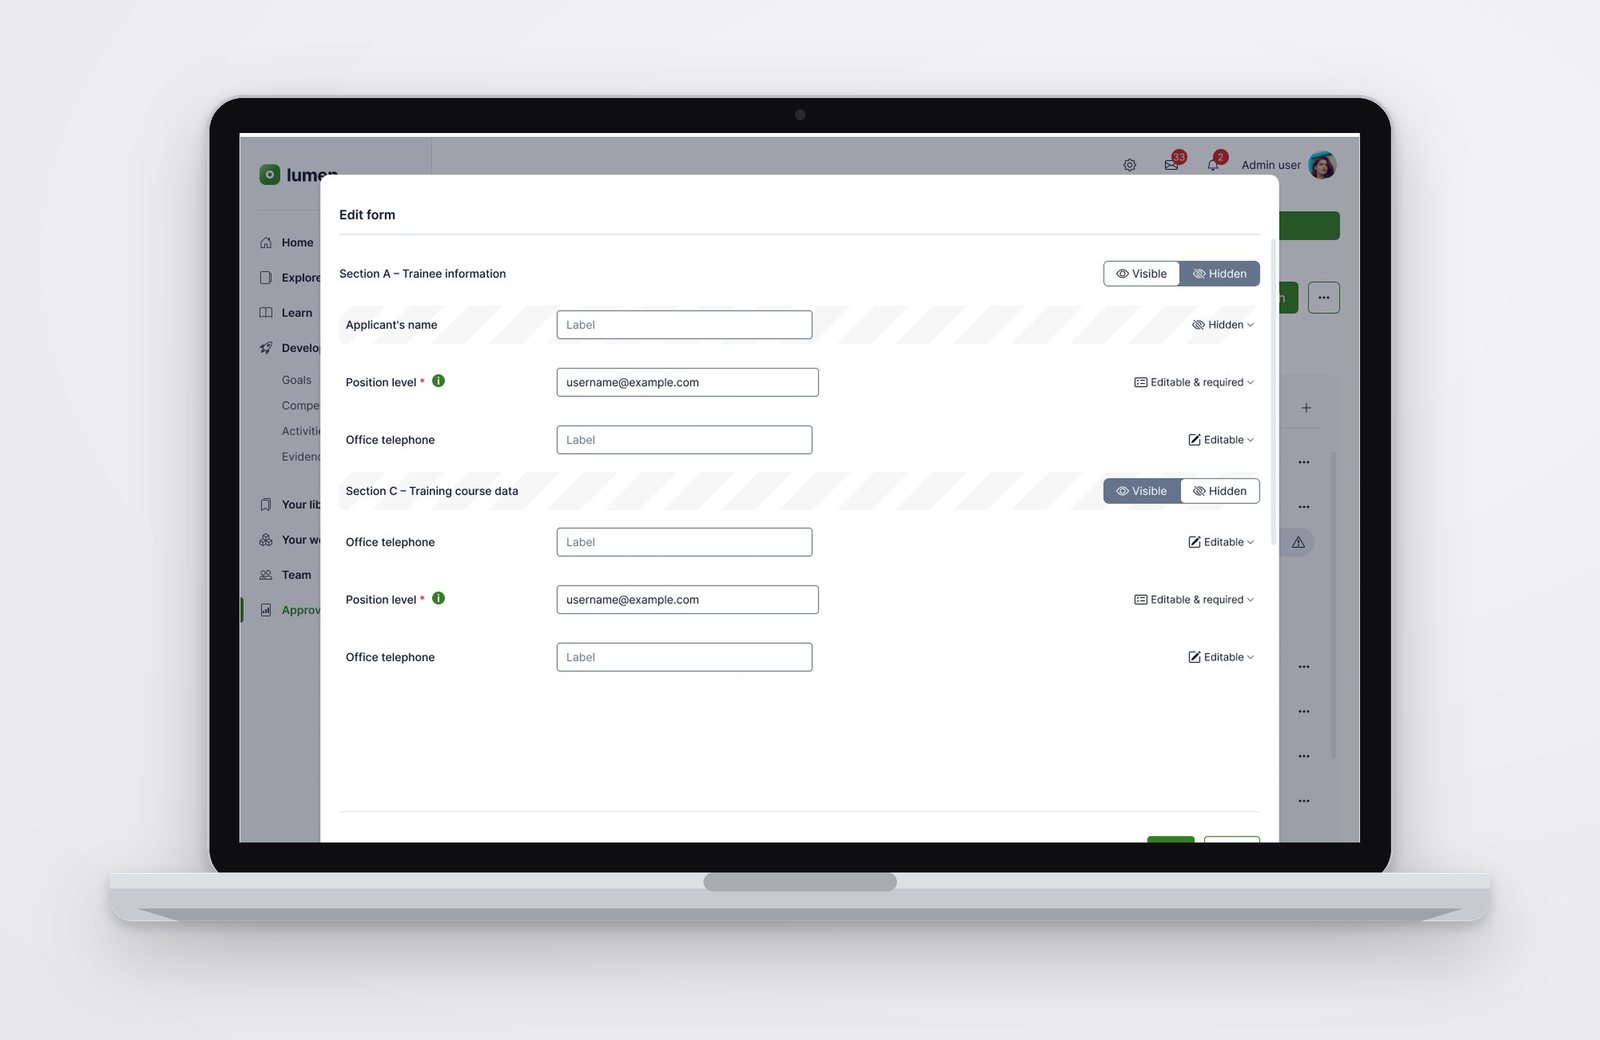 lumen
33
2
Admin user
Edit form
Home
Explore
Learn
Goals
Team
Section A – Trainee information
Visible
Hidden
Applicant's name
Label
Hidden
Position level *
username@example.com
Editable & required
Office telephone
Label
Editable
Section C – Training course data
Visible
Hidden
Office telephone
Label
Editable
Position level *
username@example.com
Editable & required
Office telephone
Label
Editable